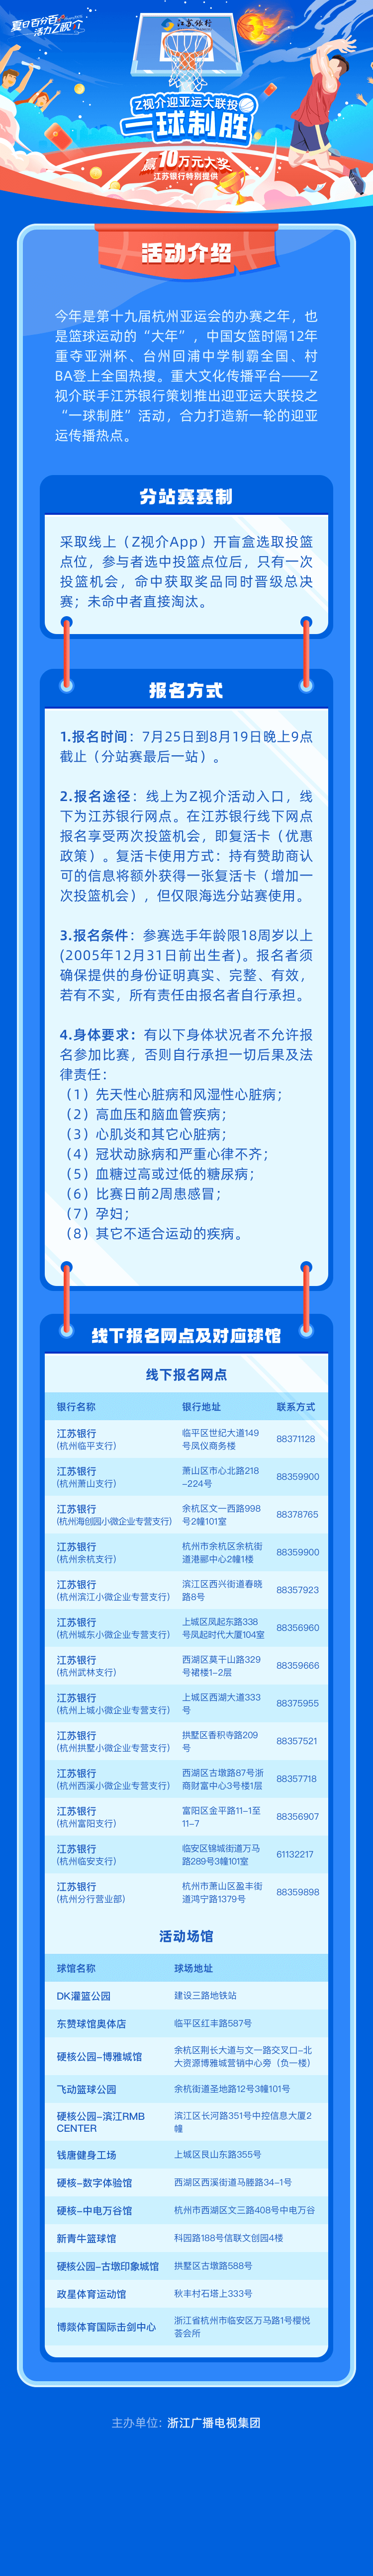 夏日百分百
活力Z视介
江苏银行
Z视介迎亚运大联投
一球制胜
赢10万元大奖
江苏银行特别提供
活动介绍
今年是第十九届杭州亚运会的办赛之年，也
是篮球运动的“大年”，中国女篮时隔12年
重夺亚洲杯、台州回浦中学制霸全国、村
BA登上全国热搜。重大文化传播平台——Z
视介联手江苏银行策划推出迎亚运大联投之
“一球制胜”活动，合力打造新一轮的迎亚
运传播热点。
分站赛赛制
采取线上（Z视介App）开盲盒选取投篮
点位，参与者选中投篮点位后，只有一次
投篮机会，命中获取奖品同时晋级总决
赛；未命中者直接淘汰。
报名方式
1.报名时间：7月25日到8月19日晚上9点
截止（分站赛最后一站）。
2.报名途径：线上为Z视介活动入口，线
下为江苏银行网点。在江苏银行线下网点
报名享受两次投篮机会，即复活卡（优惠
政策）。复活卡使用方式：持有赞助商认
可的信息将额外获得一张复活卡（增加一
次投篮机会），但仅限海选分站赛使用。
3.报名条件：参赛选手年龄限18周岁以上
(2005年12月31日前出生者)。报名者须
确保提供的身份证明真实、完整、有效，
若有不实，所有责任由报名者自行承担。
4.身体要求：有以下身体状况者不允许报
名参加比赛，否则自行承担一切后果及法
律责任：
（1）先天性心脏病和风湿性心脏病；
（2）高血压和脑血管疾病；
（3）心肌炎和其它心脏病；
（4）冠状动脉病和严重心律不齐；
（5）血糖过高或过低的糖尿病；
（6）比赛日前2周患感冒；
（7）孕妇；
（8）其它不适合运动的疾病。
线下报名网点及对应球馆
线下报名网点
银行名称 银行地址 联系方式
江苏银行 临平区世纪大道149
(杭州临平支行) 号凤仪商务楼 88371128
江苏银行 萧山区市心北路218
(杭州萧山支行) -224号 88359900
江苏银行 余杭区文一西路998
(杭州海创园小微企业专营支行) 号2幢101室 88378765
江苏银行 杭州市余杭区余杭街
(杭州余杭支行) 道港郦中心2幢1楼 88359900
江苏银行 滨江区西兴街道春晓
(杭州滨江小微企业专营支行) 路8号 88357923
江苏银行 上城区凤起东路338
(杭州城东小微企业专营支行) 号凤起时代大厦104室 88356960
江苏银行 西湖区莫干山路329
(杭州武林支行) 号裙楼1-2层 88359666
江苏银行 上城区西湖大道333
(杭州上城小微企业专营支行) 号 88375955
江苏银行 拱墅区香积寺路209
(杭州拱墅小微企业专营支行) 号 88357521
江苏银行 西湖区古墩路87号浙
(杭州西溪小微企业专营支行) 商财富中心3号楼1层 88357718
江苏银行 富阳区金平路11-1至
(杭州富阳支行) 11-7 88356907
江苏银行 临安区锦城街道万马
(杭州临安支行) 路289号3幢101室 61132217
江苏银行 杭州市萧山区盈丰街
(杭州分行营业部) 道鸿宁路1379号 88359898
活动场馆
球馆名称 球场地址
DK灌篮公园 建设三路地铁站
东赞球馆奥体店 临平区红丰路587号
硬核公园-博雅城馆 余杭区荆长大道与文一路交叉口-北
大资源博雅城营销中心旁（负一楼）
飞动篮球公园 余杭街道圣地路12号3幢101号
硬核公园-滨江RMB 滨江区长河路351号中控信息大厦2
CENTER 幢
钱唐健身工场 上城区艮山东路355号
硬核-数字体验馆 西湖区西溪街道马塍路34-1号
硬核-中电万谷馆 杭州市西湖区文三路408号中电万谷
新青牛篮球馆 科园路188号信联文创园4楼
硬核公园-古墩印象城馆 拱墅区古墩路588号
政星体育运动馆 秋丰村石塔上333号
博燚体育国际击剑中心 浙江省杭州市临安区万马路1号樱悦
荟会所
主办单位：浙江广播电视集团